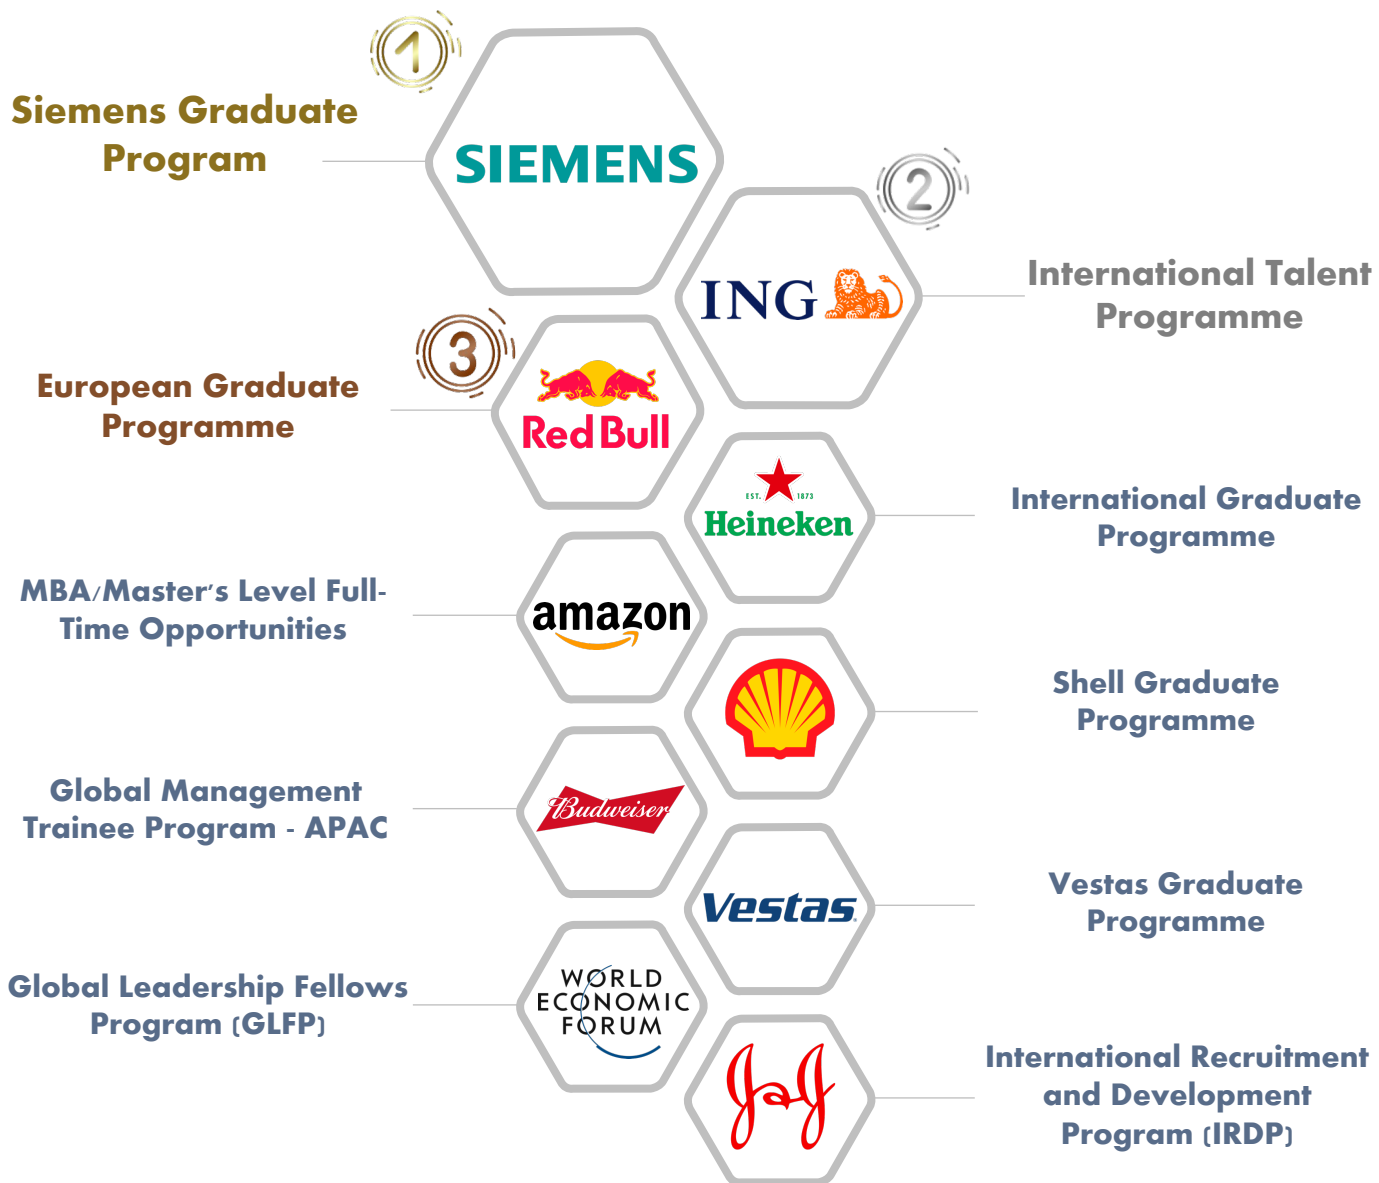 1
Siemens Graduate
Program
SIEMENS
2
ING
International Talent
Programme
3
European Graduate
Programme
Red Bull
EST. 1873
Heineken
International Graduate
Programme
MBA/Master's Level Full-
Time Opportunities
amazon
Shell Graduate
Programme
Global Management
Trainee Program - APAC
Budweiser
Vestas
Vestas Graduate
Programme
Global Leadership Fellows
Program (GLFP)
WORLD
ECONOMIC
FORUM
J&J
International Recruitment
and Development
Program (IRDP)